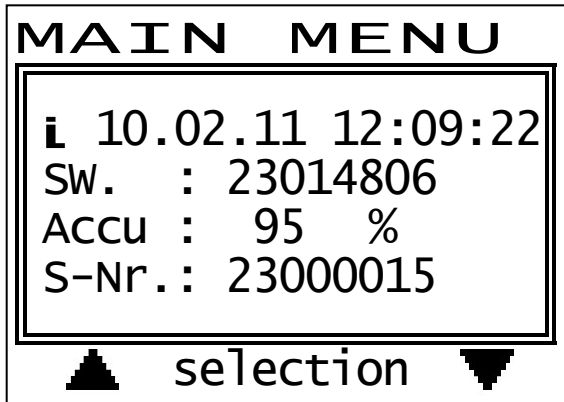 MAIN MENU
i 10.02.11 12:09:22
SW. : 23014806
Accu : 95 %
S-Nr.: 23000015
selection